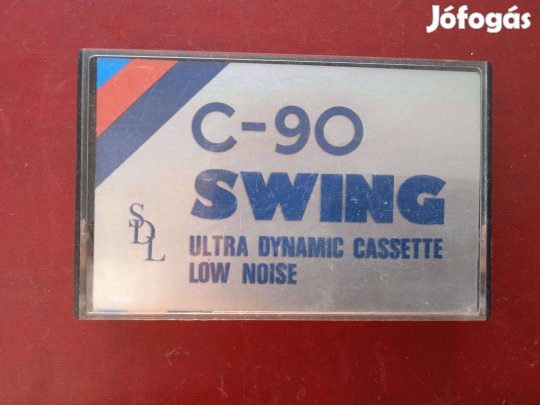 Jófogás
C-90
SWING
SDL
ULTRA DYNAMIC CASSETTE
LOW NOISE